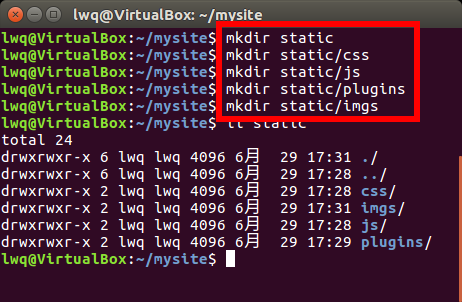 lwq@VirtualBox: ~/mysite
lwq@VirtualBox:~/mysite$ mkdir static
lwq@VirtualBox:~/mysite$ mkdir static/css
lwq@VirtualBox:~/mysite$ mkdir static/js
lwq@VirtualBox:~/mysite$ mkdir static/plugins
lwq@VirtualBox:~/mysite$ mkdir static/imgs
lwq@VirtualBox:~/mysite$ ll static
total 24
drwxrwxr-x 6 lwq lwq 4096 6月  29 17:31 ./
drwxrwxr-x 6 lwq lwq 4096 6月  29 17:28 ../
drwxrwxr-x 2 lwq lwq 4096 6月  29 17:28 css/
drwxrwxr-x 2 lwq lwq 4096 6月  29 17:31 imgs/
drwxrwxr-x 2 lwq lwq 4096 6月  29 17:28 js/
drwxrwxr-x 2 lwq lwq 4096 6月  29 17:29 plugins/
lwq@VirtualBox:~/mysite$